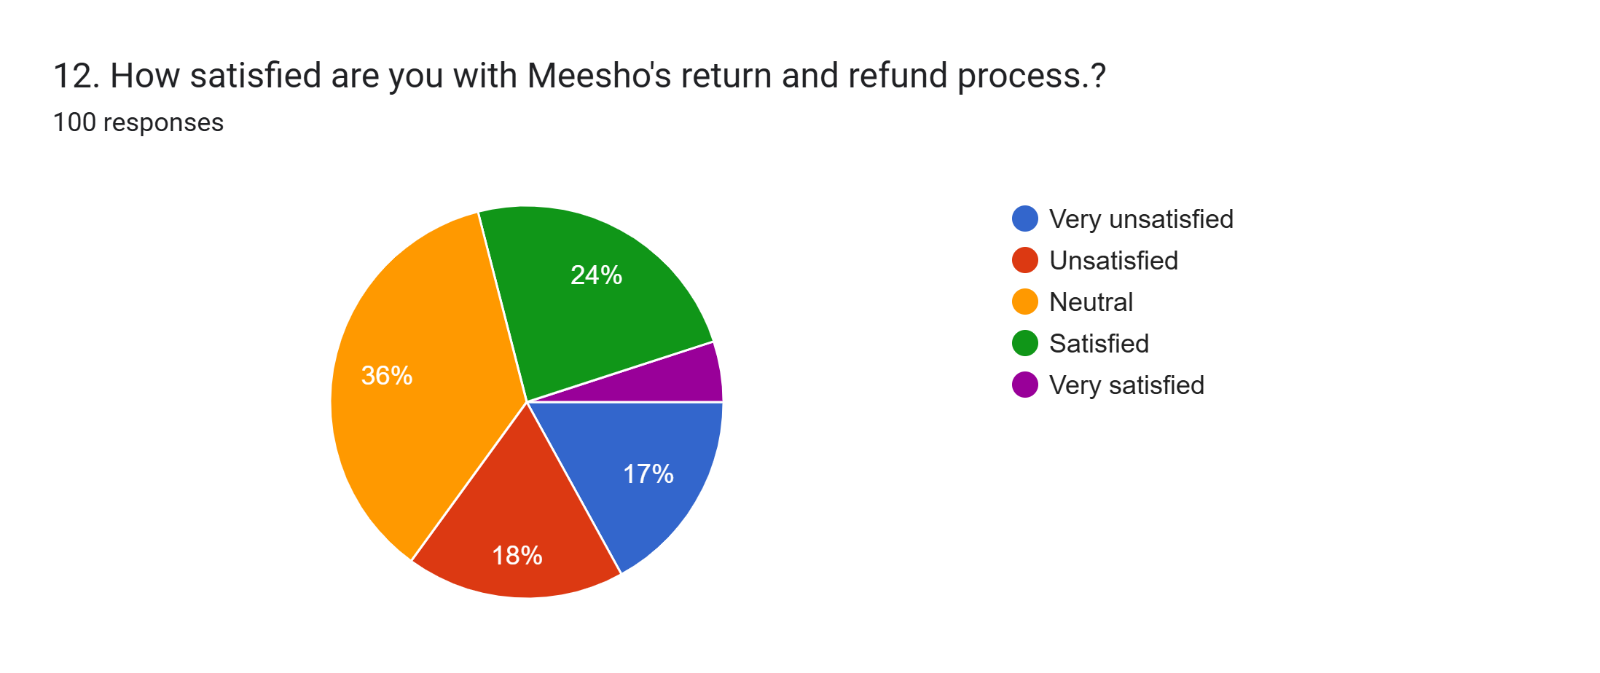 12. How satisfied are you with Meesho's return and refund process.?
100 responses
24%
36%
17%
18%
Very unsatisfied
Unsatisfied
Neutral
Satisfied
Very satisfied